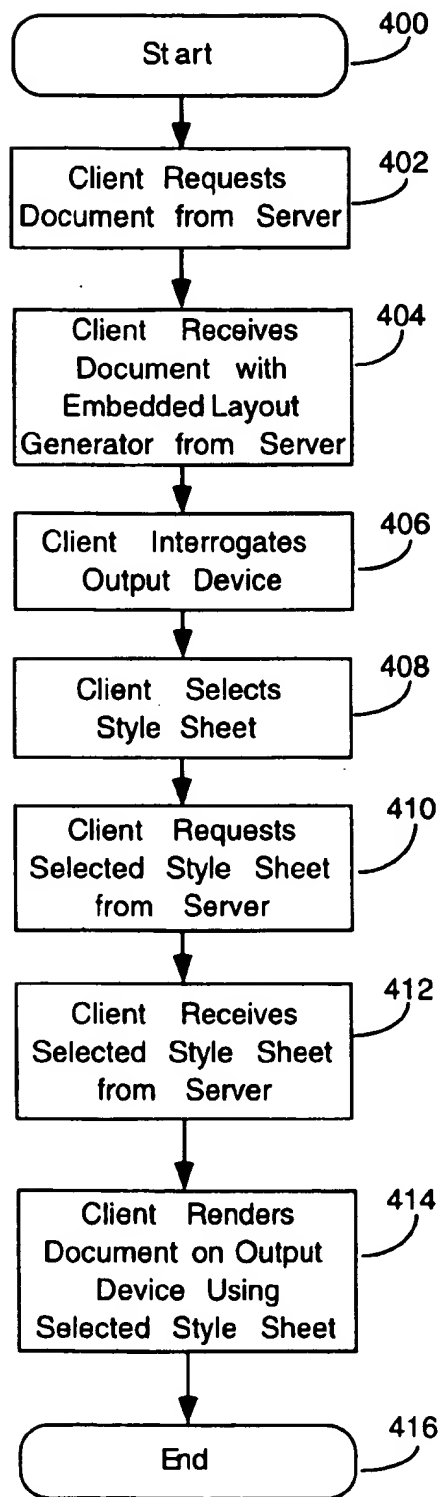 400
Start
402
Client Requests
Document from Server
404
Client Receives
Document with
Embedded Layout
Generator from Server
406
Client Interrogates
Output Device
408
Client Selects
Style Sheet
410
Client Requests
Selected Style Sheet
from Server
412
Client Receives
Selected Style Sheet
from Server
414
Client Renders
Document on Output
Device Using
Selected Style Sheet
End
416